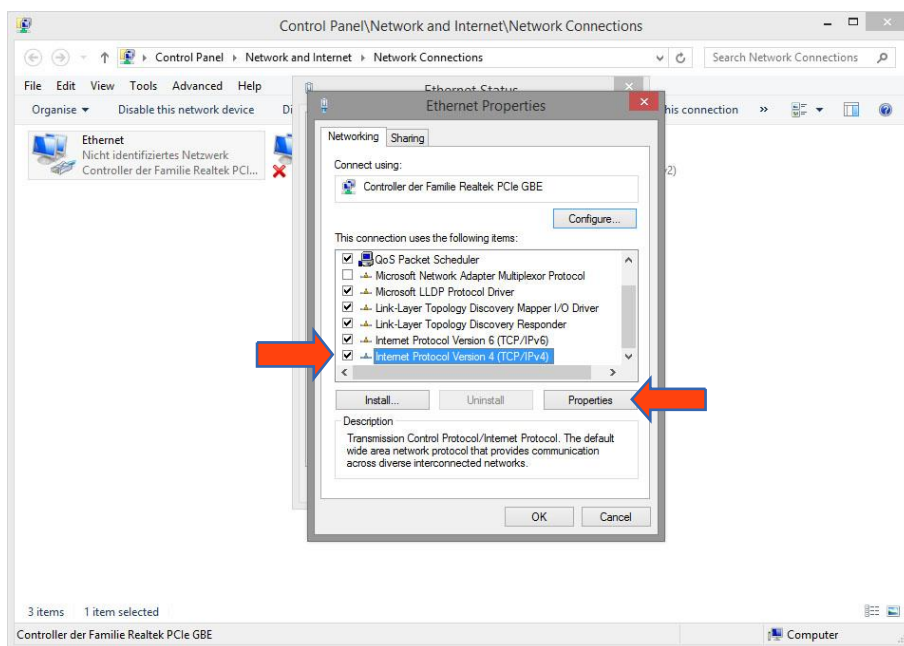 Control Panel\Network and Internet\Network Connections
Control Panel Network and Internet Network Connections
Search Network Connections
File Edit View Tools Advanced Help
Organise Disable this network device Di his connection »
Ethernet
Nicht identifiziertes Netzwerk
Controller der Familie Realtek PCI...
Ethernet Status
Ethernet Properties
Networking Sharing
Connect using:
Controller der Familie Realtek PCIe GBE
Configure...
This connection uses the following items:
QoS Packet Scheduler
Microsoft Network Adapter Multiplexor Protocol
Microsoft LLDP Protocol Driver
Link-Layer Topology Discovery Mapper I/O Driver
Link-Layer Topology Discovery Responder
Internet Protocol Version 6 (TCP/IPv6)
Internet Protocol Version 4 (TCP/IPv4)
Install... Uninstall Properties
Description
Transmission Control Protocol/Internet Protocol. The default
wide area network protocol that provides communication
across diverse interconnected networks.
OK Cancel
3 items 1 item selected
Controller der Familie Realtek PCIe GBE
Computer